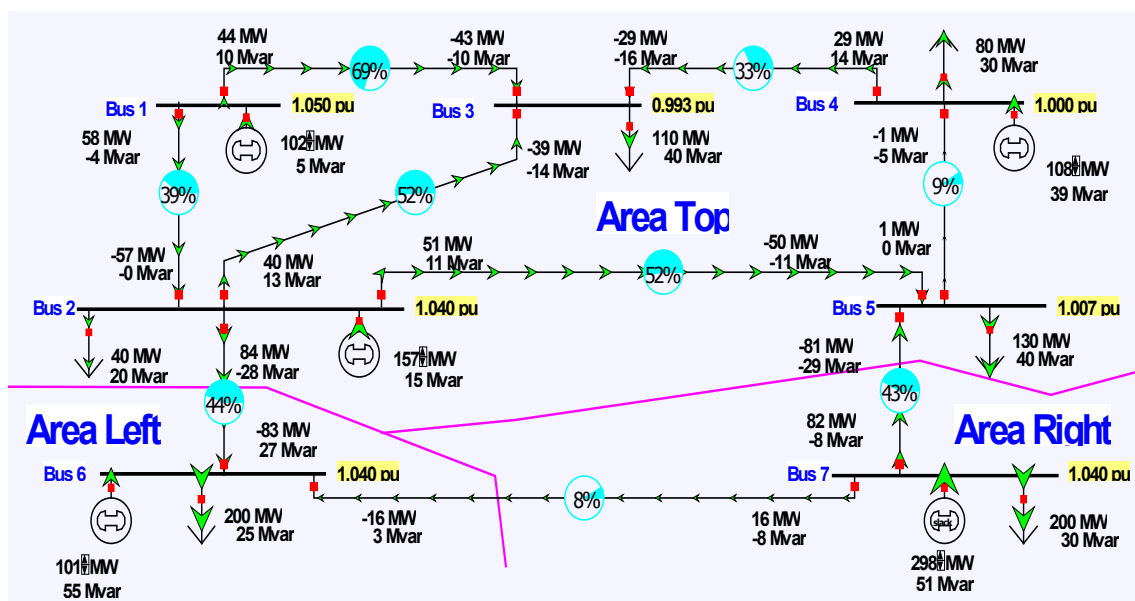 44 MW
10 Mvar
69%
-43 MW
-10 Mvar
-29 MW
-16 Mvar
33%
29 MW
14 Mvar
80 MW
30 Mvar
Bus 1
1.050 pu
Bus 3
0.993 pu
Bus 4
1.000 pu
58 MW
-4 Mvar
102 MW
5 Mvar
-39 MW
-14 Mvar
110 MW
40 Mvar
-1 MW
-5 Mvar
108 MW
39 Mvar
39%
52%
9%
Area Top
-57 MW
-0 Mvar
40 MW
13 Mvar
51 MW
11 Mvar
52%
-50 MW
-11 Mvar
1 MW
0 Mvar
Bus 2
1.040 pu
Bus 5
1.007 pu
40 MW
20 Mvar
84 MW
-28 Mvar
157 MW
15 Mvar
-81 MW
-29 Mvar
130 MW
40 Mvar
44%
43%
Area Left
-83 MW
27 Mvar
82 MW
-8 Mvar
Area Right
Bus 6
1.040 pu
Bus 7
1.040 pu
8%
200 MW
25 Mvar
-16 MW
3 Mvar
16 MW
-8 Mvar
slack
200 MW
30 Mvar
101 MW
55 Mvar
298 MW
51 Mvar